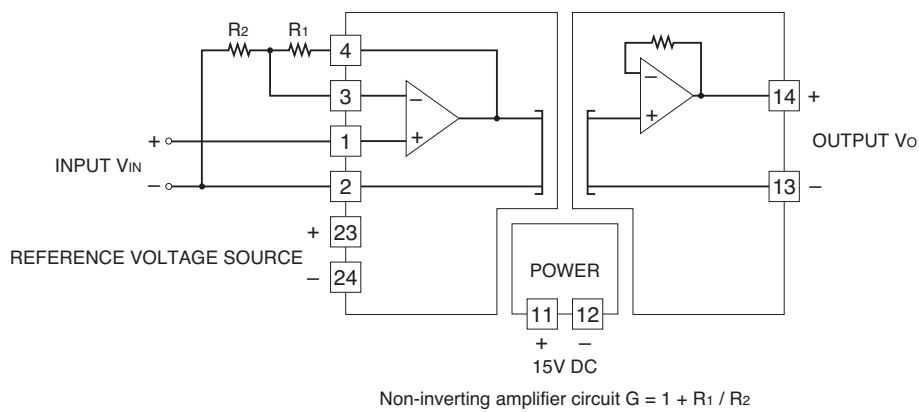 R2 R1
4
3
1
2
23
24
+
INPUT VIN
–
+
REFERENCE VOLTAGE SOURCE
–
–
+
–
+
14 +
OUTPUT VO
13 –
POWER
11 12
+ –
15V DC
Non-inverting amplifier circuit G = 1 + R1 / R2